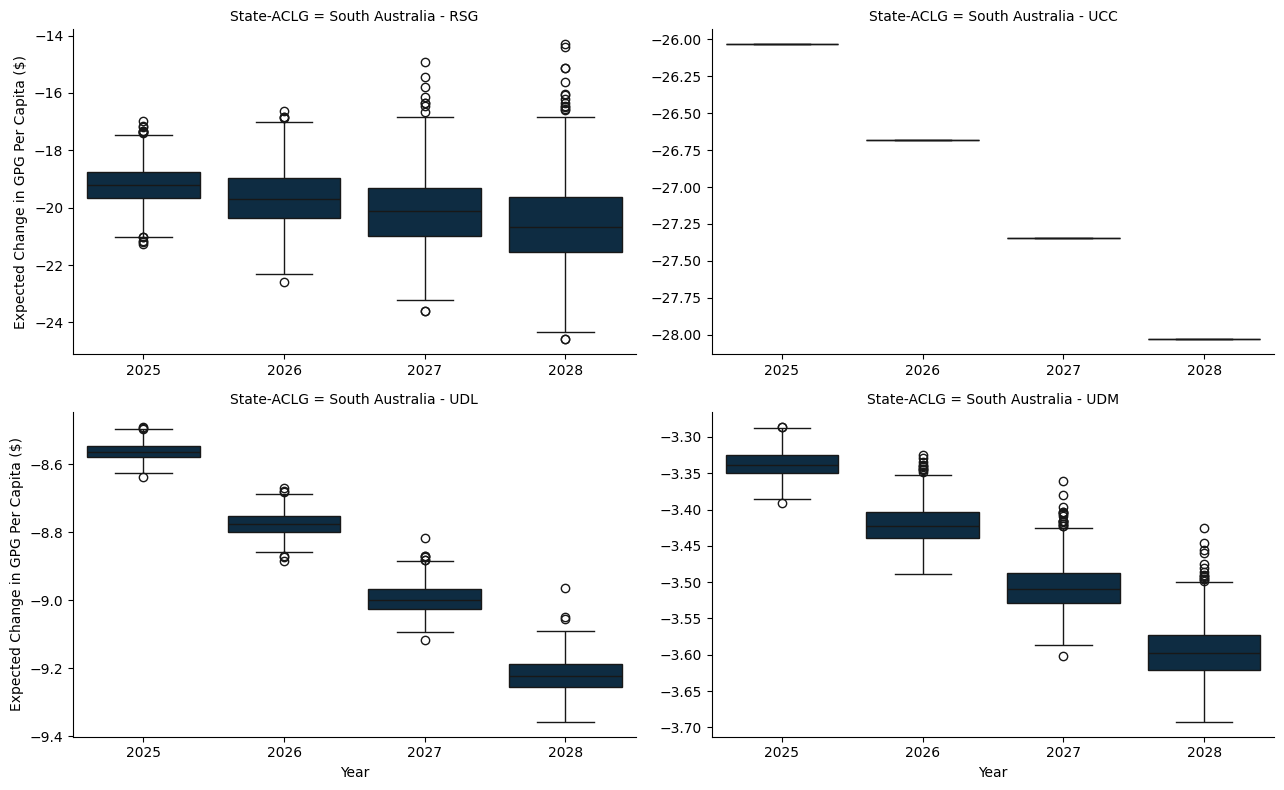 State-ACLG = South Australia - RSG
Expected Change in GPG Per Capita ($)
−14
−16
−18
−20
−22
−24
2025 2026 2027 2028
State-ACLG = South Australia - UCC
−26.00
−26.25
−26.50
−26.75
−27.00
−27.25
−27.50
−27.75
−28.00
2025 2026 2027 2028
State-ACLG = South Australia - UDL
Expected Change in GPG Per Capita ($)
−8.6
−8.8
−9.0
−9.2
−9.4
2025 2026 2027 2028
Year
State-ACLG = South Australia - UDM
−3.30
−3.35
−3.40
−3.45
−3.50
−3.55
−3.60
−3.65
−3.70
2025 2026 2027 2028
Year